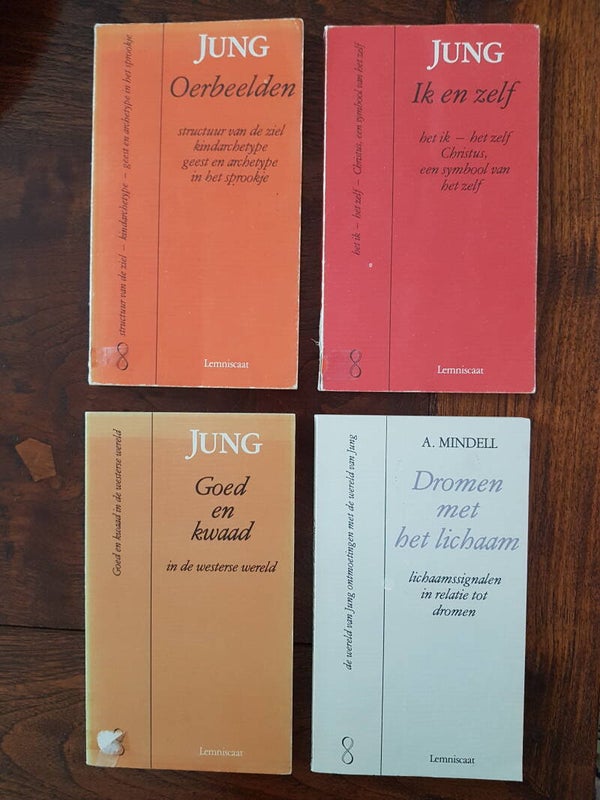 structuur van de ziel – kindarchetype – geest en archetype in het sprookje
JUNG
Oerbeelden
structuur van de ziel
kindarchetype
geest en archetype
in het sprookje
Lemniscaat
het ik – het zelf – Christus, een symbool van het zelf
JUNG
Ik en zelf
het ik – het zelf
Christus,
een symbool van
het zelf
Lemniscaat
Goed en kwaad in de westerse wereld
JUNG
Goed
en
kwaad
in de westerse wereld
Lemniscaat
de wereld van Jung ontmoetingen met de wereld van Jung
A. MINDELL
Dromen
met
het lichaam
lichaamssignalen
in relatie tot
dromen
Lemniscaat